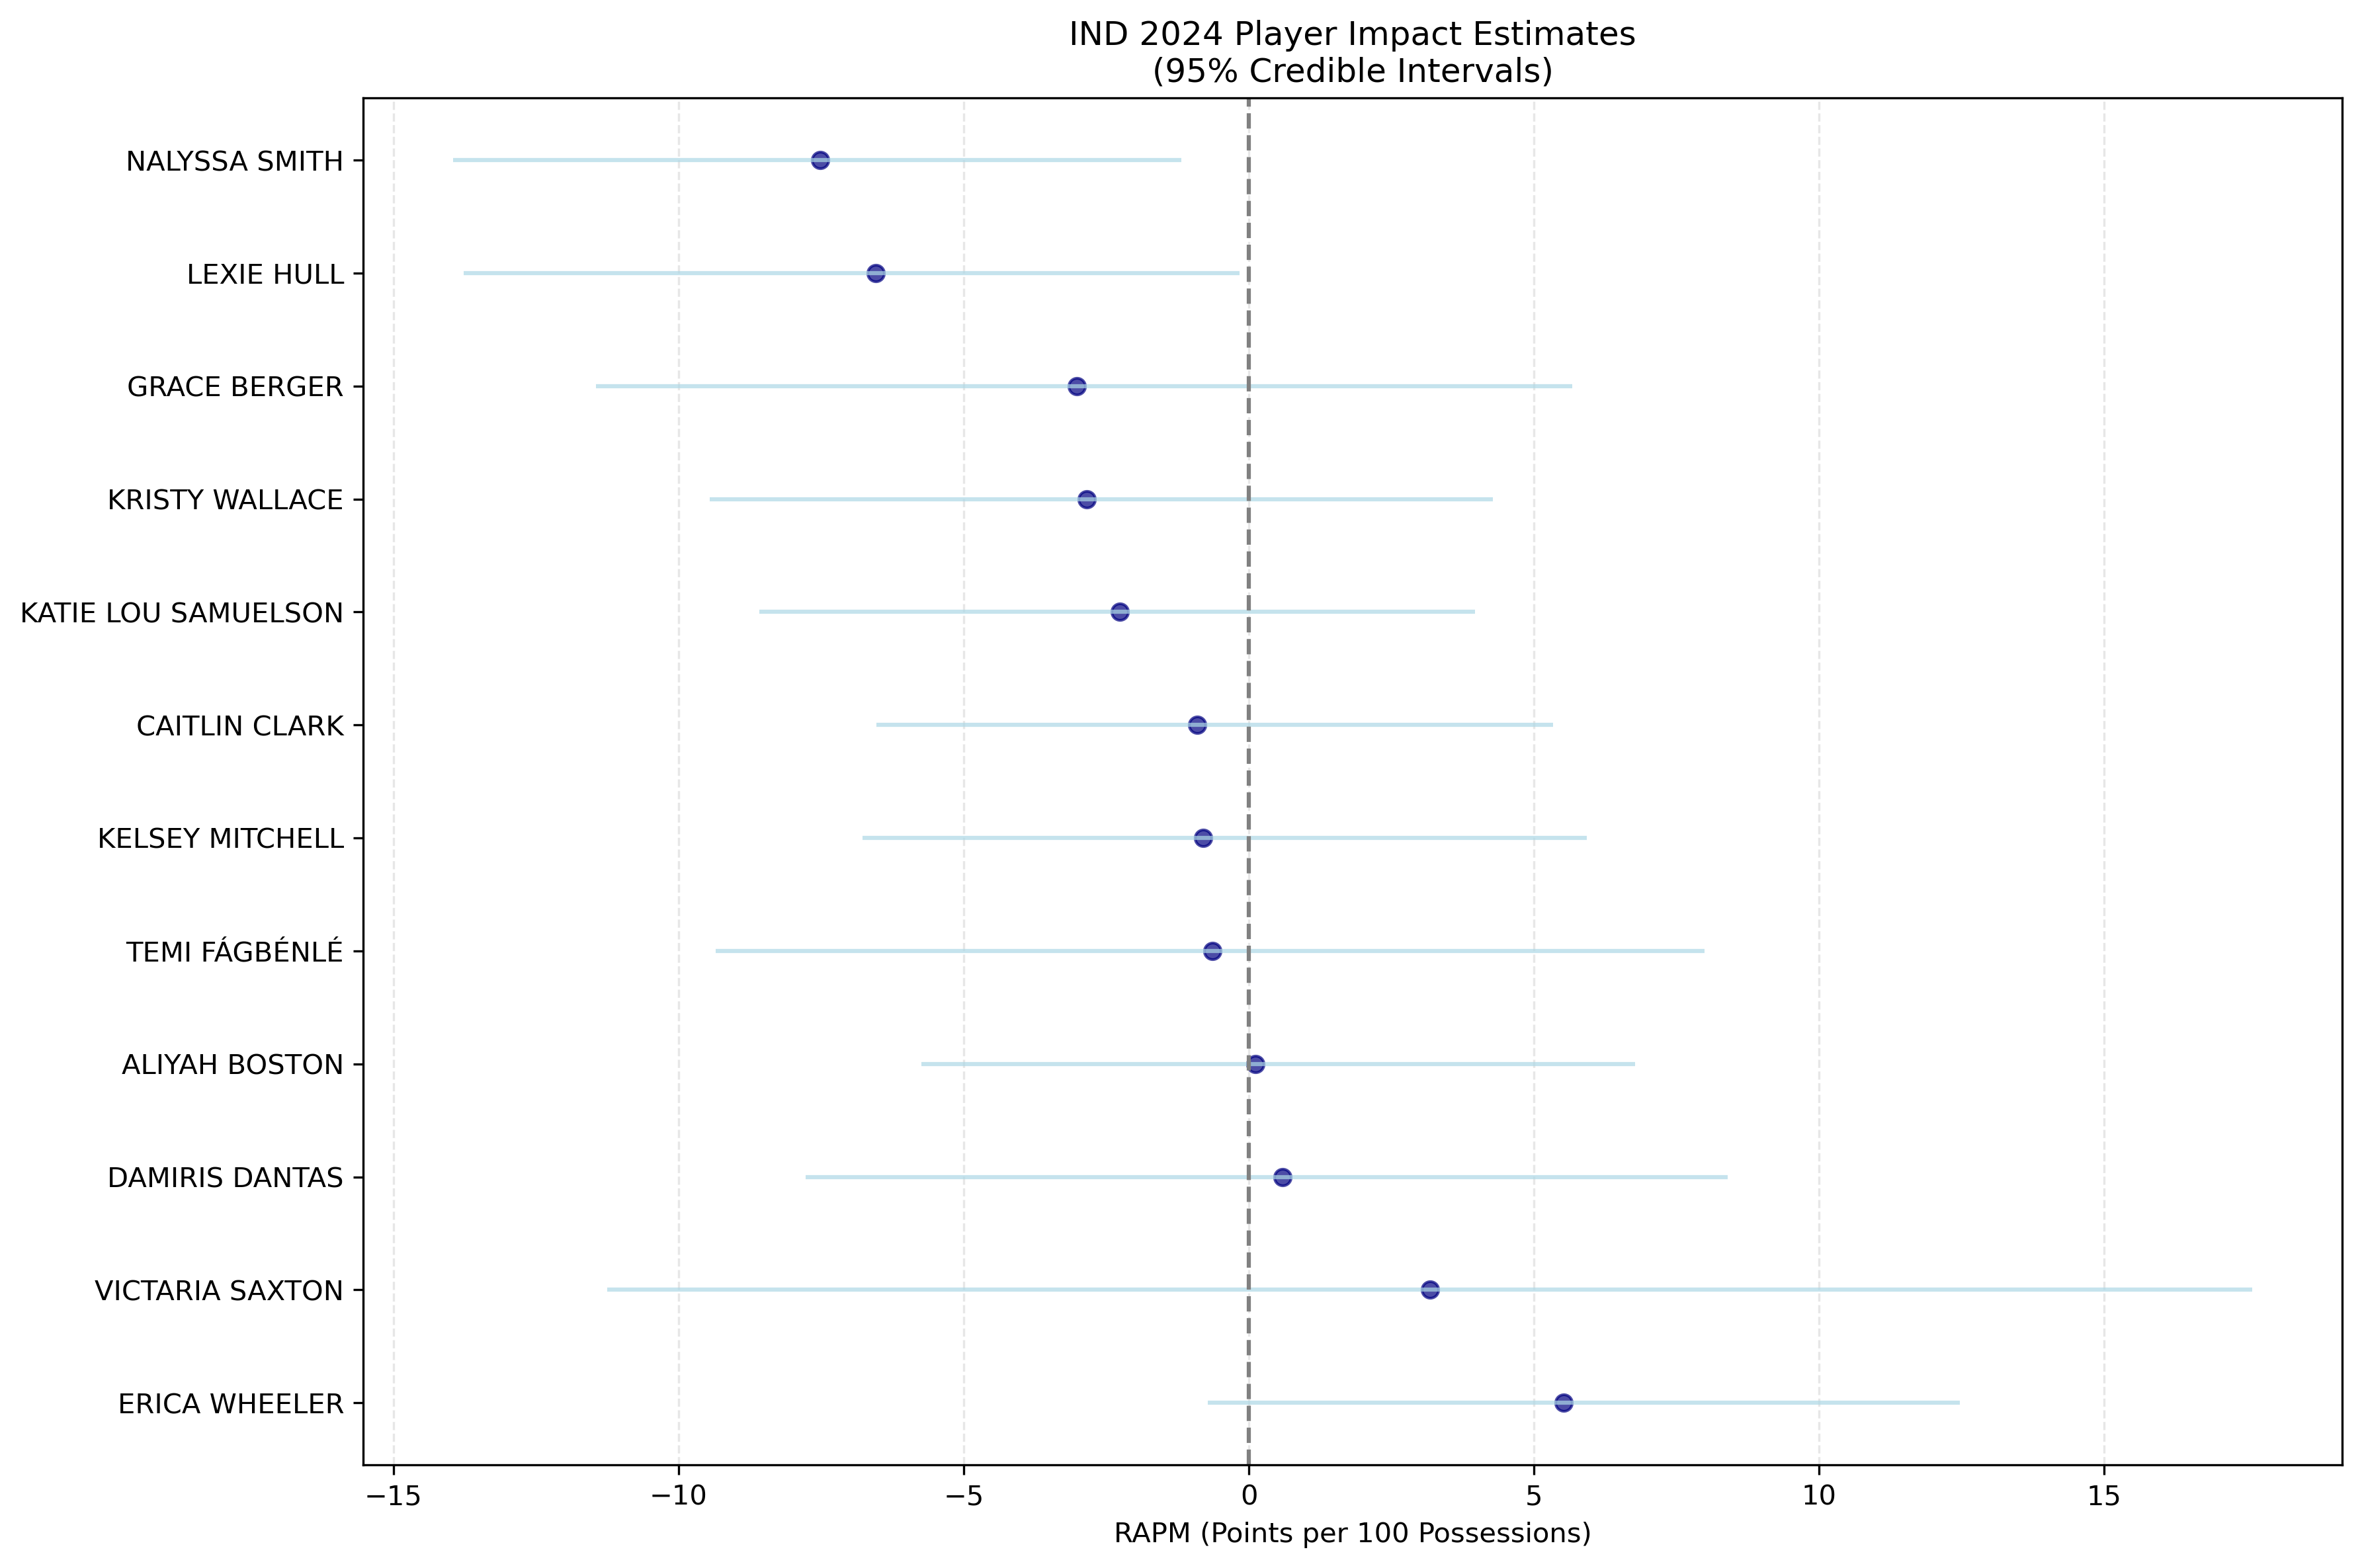 IND 2024 Player Impact Estimates
(95% Credible Intervals)
NALYSSA SMITH
LEXIE HULL
GRACE BERGER
KRISTY WALLACE
KATIE LOU SAMUELSON
CAITLIN CLARK
KELSEY MITCHELL
TEMI FÁGBÉNLÉ
ALIYAH BOSTON
DAMIRIS DANTAS
VICTARIA SAXTON
ERICA WHEELER
−15 −10 −5 0 5 10 15
RAPM (Points per 100 Possessions)